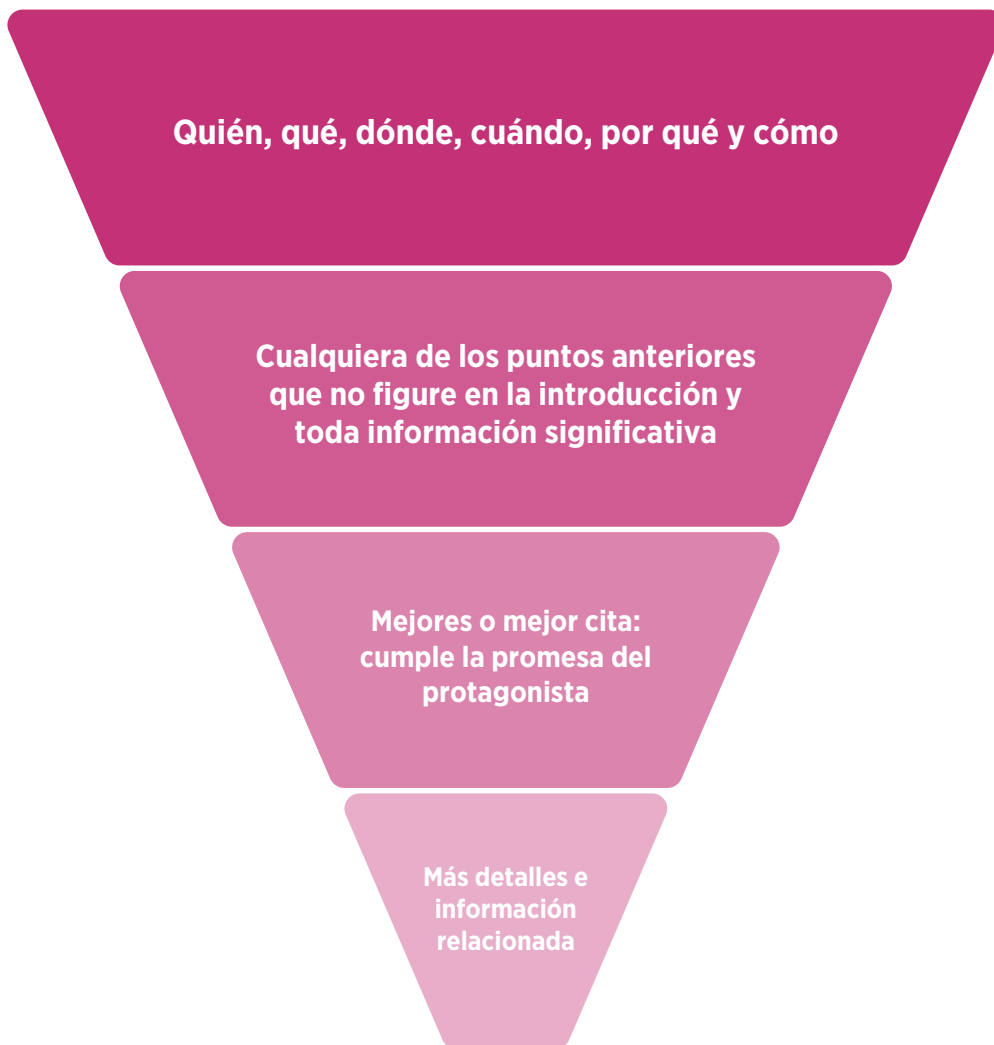 Quién, qué, dónde, cuándo, por qué y cómo
Cualquiera de los puntos anteriores
que no figure en la introducción y
toda información significativa
Mejores o mejor cita:
cumple la promesa del
protagonista
Más detalles e
información
relacionada